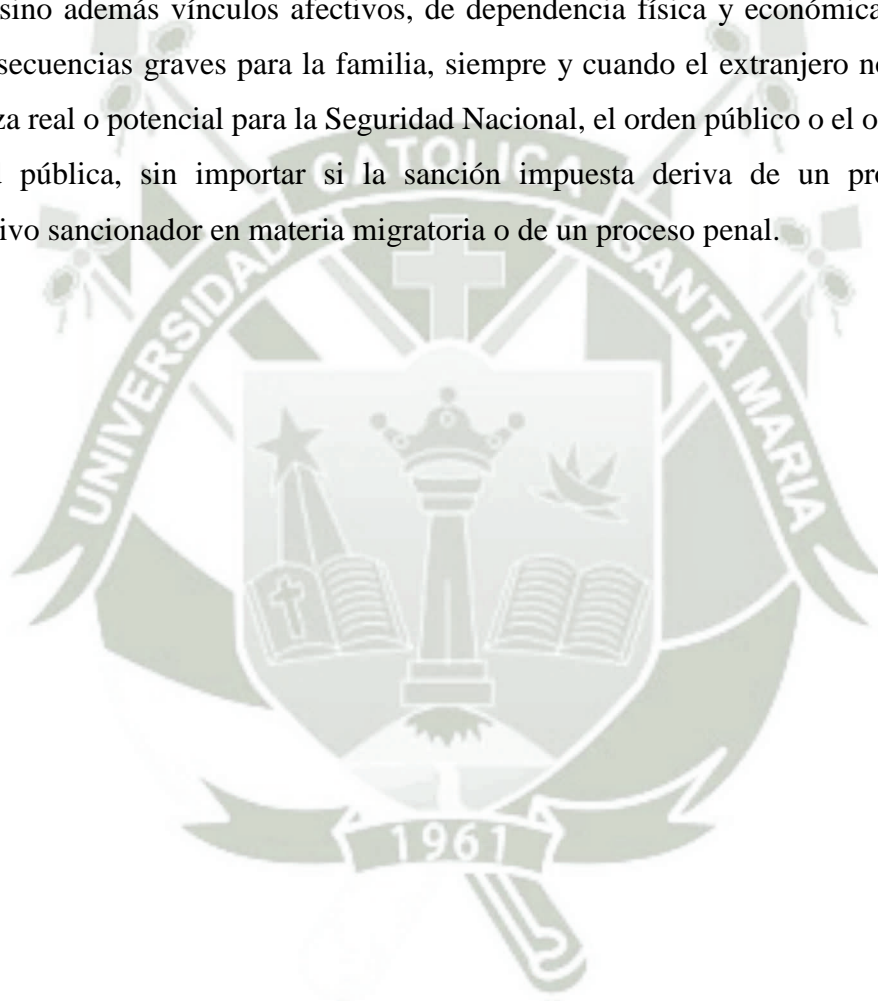 sino además vínculos afectivos, de dependencia física y económica
secuencias graves para la familia, siempre y cuando el extranjero no
za real o potencial para la Seguridad Nacional, el orden público o el o
pública, sin importar si la sanción impuesta deriva de un pro
ivo sancionador en materia migratoria o de un proceso penal.
UNIVERSIDAD CATOLICA SANTA MARIA
1961